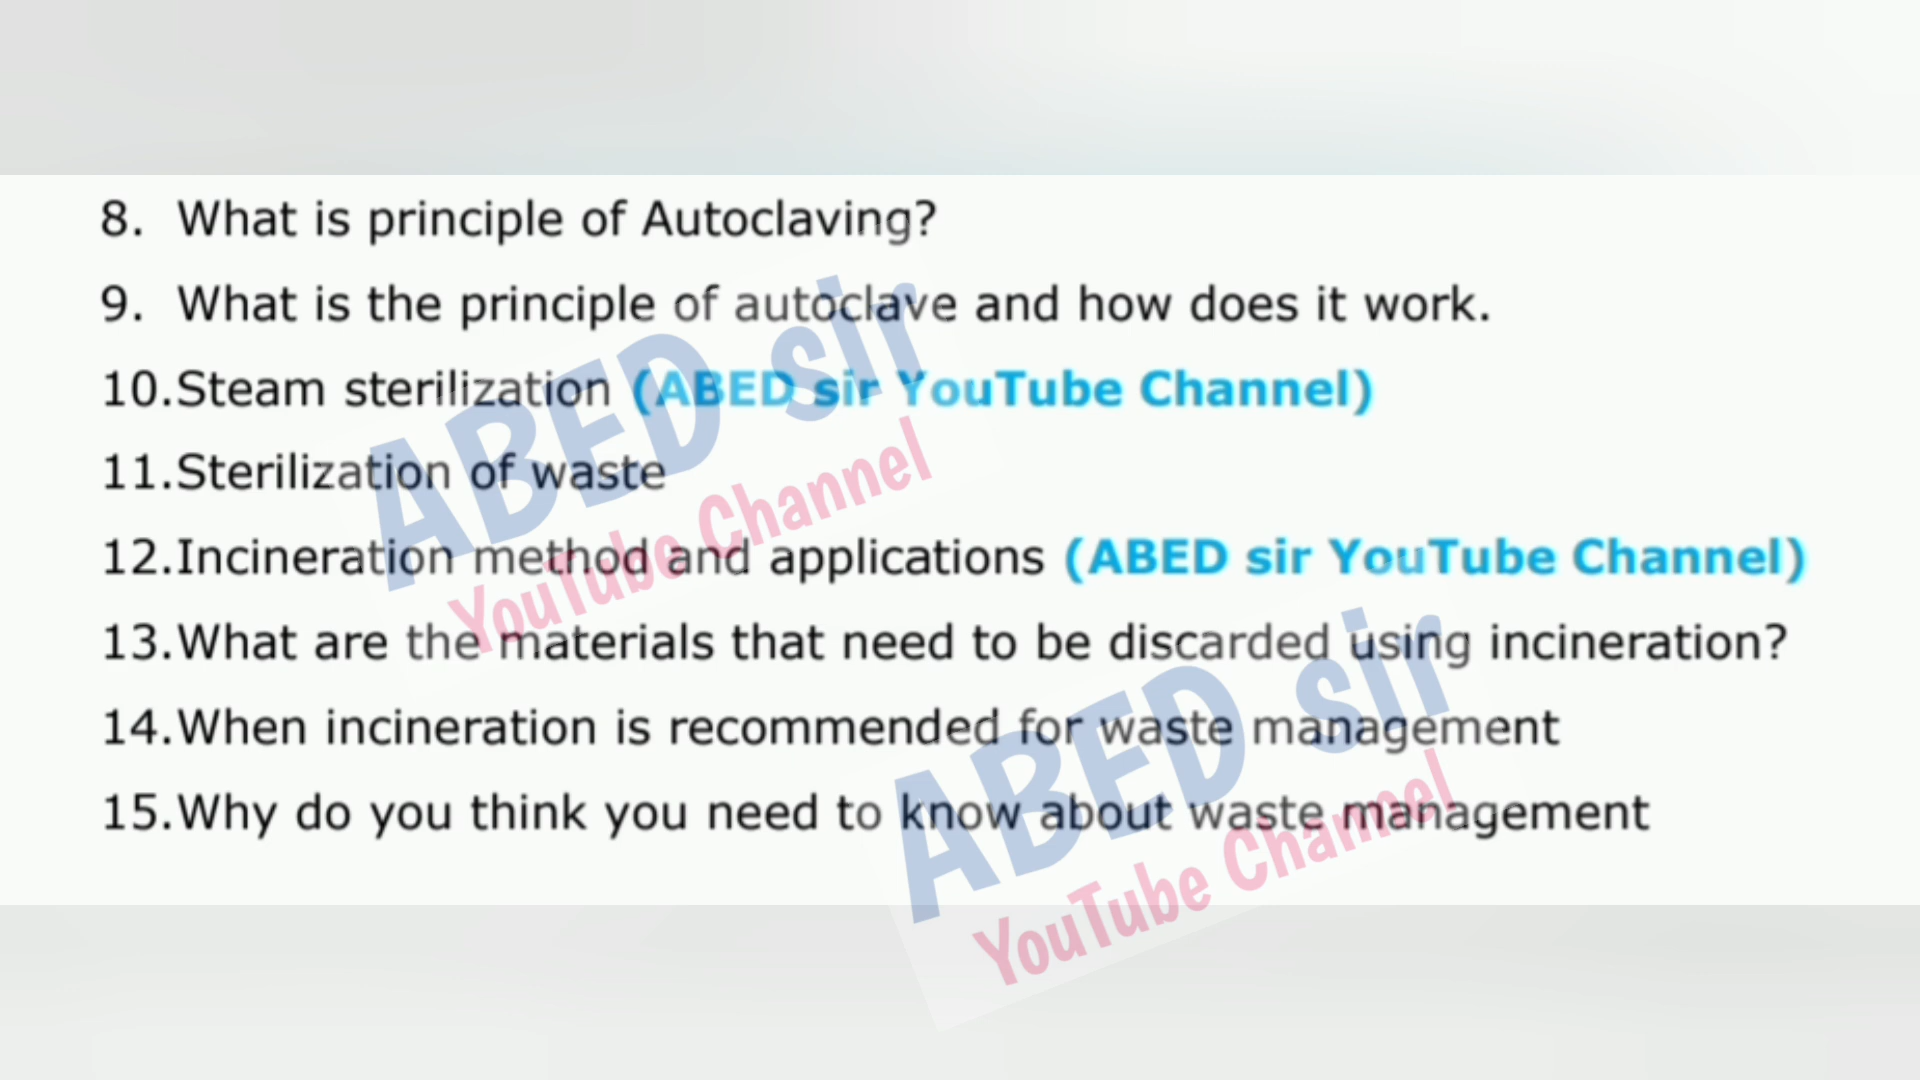 8. What is principle of Autoclaving?
9. What is the principle of autoclave and how does it work.
10.Steam sterilization (ABED sir YouTube Channel)
11.Sterilization of waste
12.Incineration method and applications (ABED sir YouTube Channel)
13.What are the materials that need to be discarded using incineration?
14.When incineration is recommended for waste management
15.Why do you think you need to know about waste management
ABED sir
YouTube Channel
ABED sir
YouTube Channel